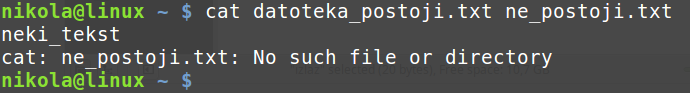 nikola@linux ~ $ cat datoteka_postoji.txt ne_postoji.txt
neki_tekst
cat: ne_postoji.txt: No such file or directory
nikola@linux ~ $